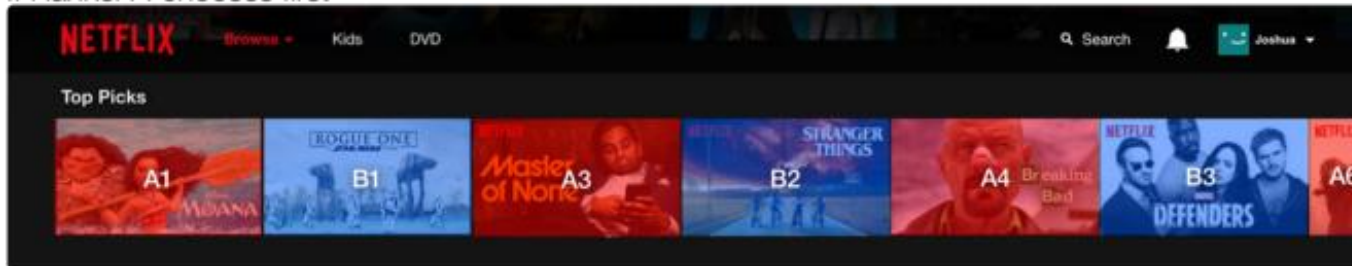 NETFLIX Browse Kids DVD Search Joshua
Top Picks
A1 MOANA
ROGUE ONE STAR WARS B1
NETFLIX Master of None A3
NETFLIX STRANGER THINGS B2
A4 Breaking Bad
NETFLIX B3 DEFENDERS
NETFLIX A6